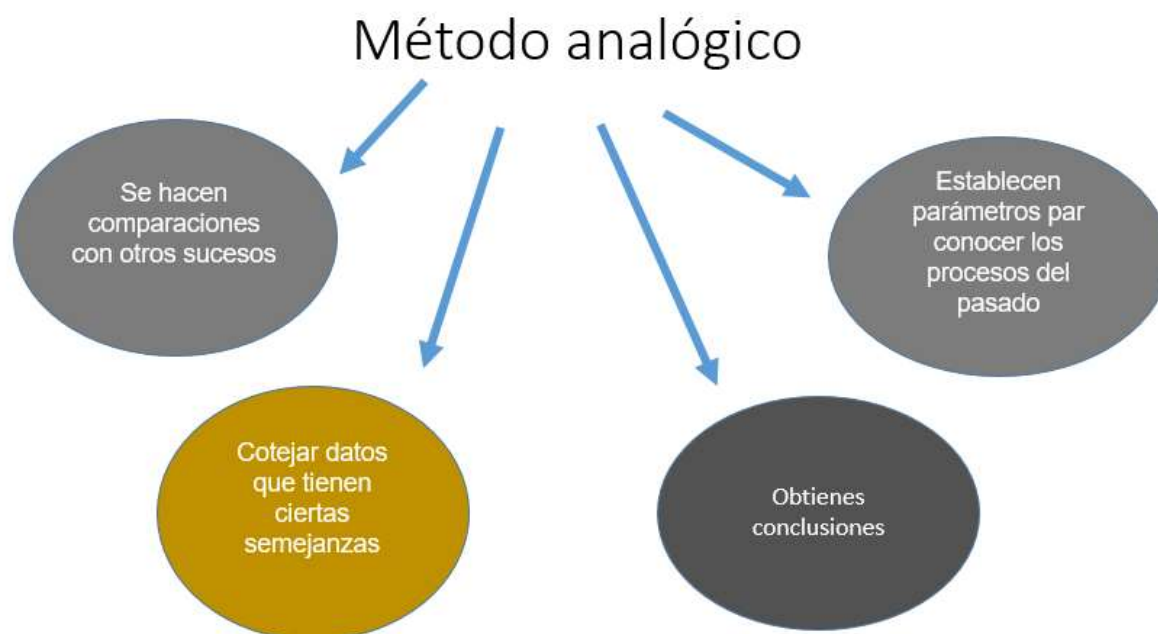 Método analógico
Se hacen
comparaciones
con otros sucesos
Establecen
parámetros par
conocer los
procesos del
pasado
Cotejar datos
que tienen
ciertas
semejanzas
Obtienes
conclusiones